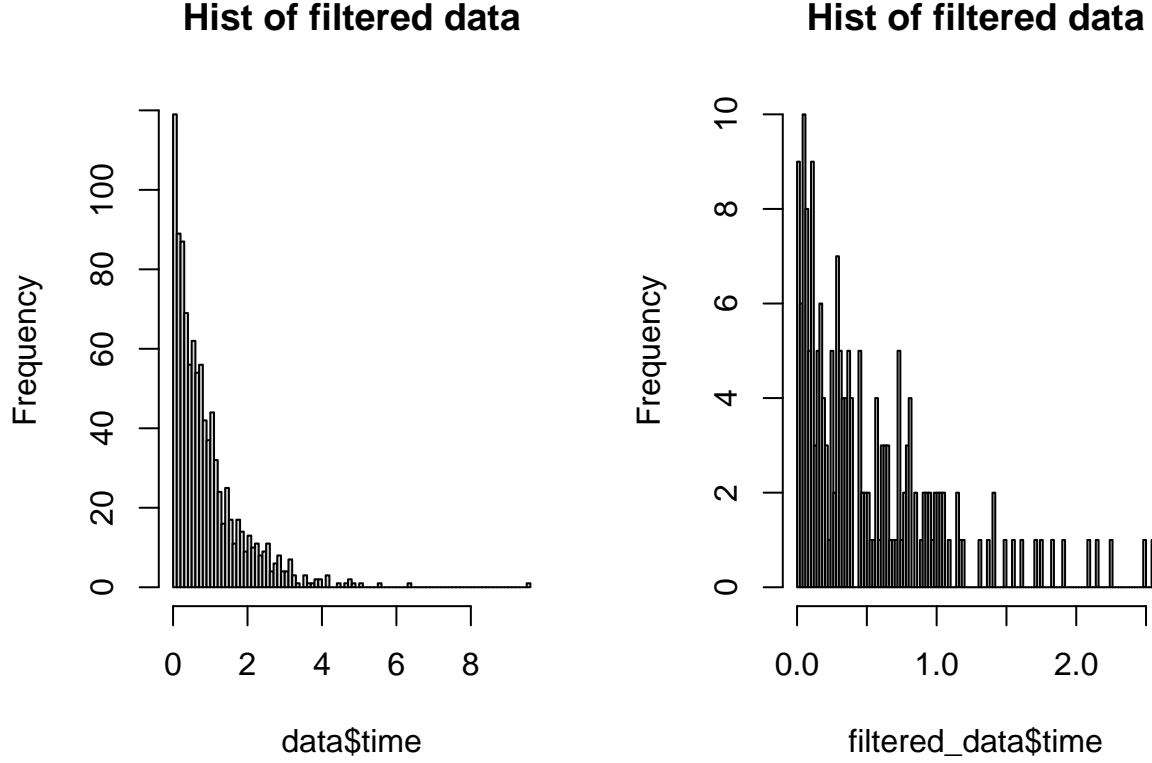 Hist of filtered data
Frequency
0 20 40 60 80 100
0 2 4 6 8
data$time
Hist of filtered data
Frequency
0 2 4 6 8 10
0.0 1.0 2.0
filtered_data$time